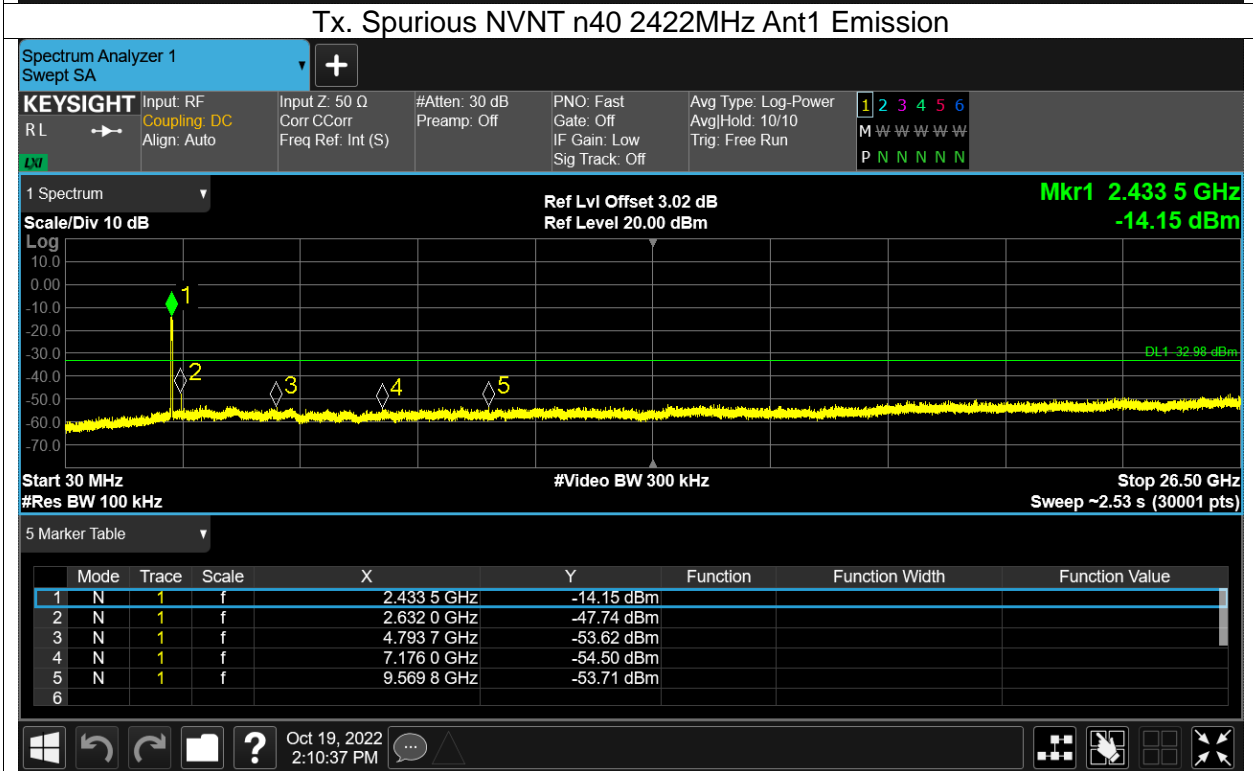 Tx. Spurious NVNT n40 2422MHz Ant1 Emission
Spectrum Analyzer 1
Swept SA
+
KEYSIGHT
R L
LXI
Input: RF
Coupling: DC
Align: Auto
Input Z: 50 Ω
Corr CCorr
Freq Ref: Int (S)
#Atten: 30 dB
Preamp: Off
PNO: Fast
Gate: Off
IF Gain: Low
Sig Track: Off
Avg Type: Log-Power
Avg|Hold: 10/10
Trig: Free Run
1 2 3 4 5 6
M W W W W W
P N N N N N
1 Spectrum
Scale/Div 10 dB
Ref Lvl Offset 3.02 dB
Ref Level 20.00 dBm
Mkr1 2.433 5 GHz
-14.15 dBm
Log
10.0
0.00
-10.0
-20.0
-30.0
-40.0
-50.0
-60.0
-70.0
1
2
3
4
5
DL1 -32.98 dBm
Start 30 MHz
#Video BW 300 kHz
Stop 26.50 GHz
#Res BW 100 kHz
Sweep ~2.53 s (30001 pts)
5 Marker Table
Mode Trace Scale X Y Function Function Width Function Value
1 N 1 f 2.433 5 GHz -14.15 dBm
2 N 1 f 2.632 0 GHz -47.74 dBm
3 N 1 f 4.793 7 GHz -53.62 dBm
4 N 1 f 7.176 0 GHz -54.50 dBm
5 N 1 f 9.569 8 GHz -53.71 dBm
6
?
Oct 19, 2022
2:10:37 PM